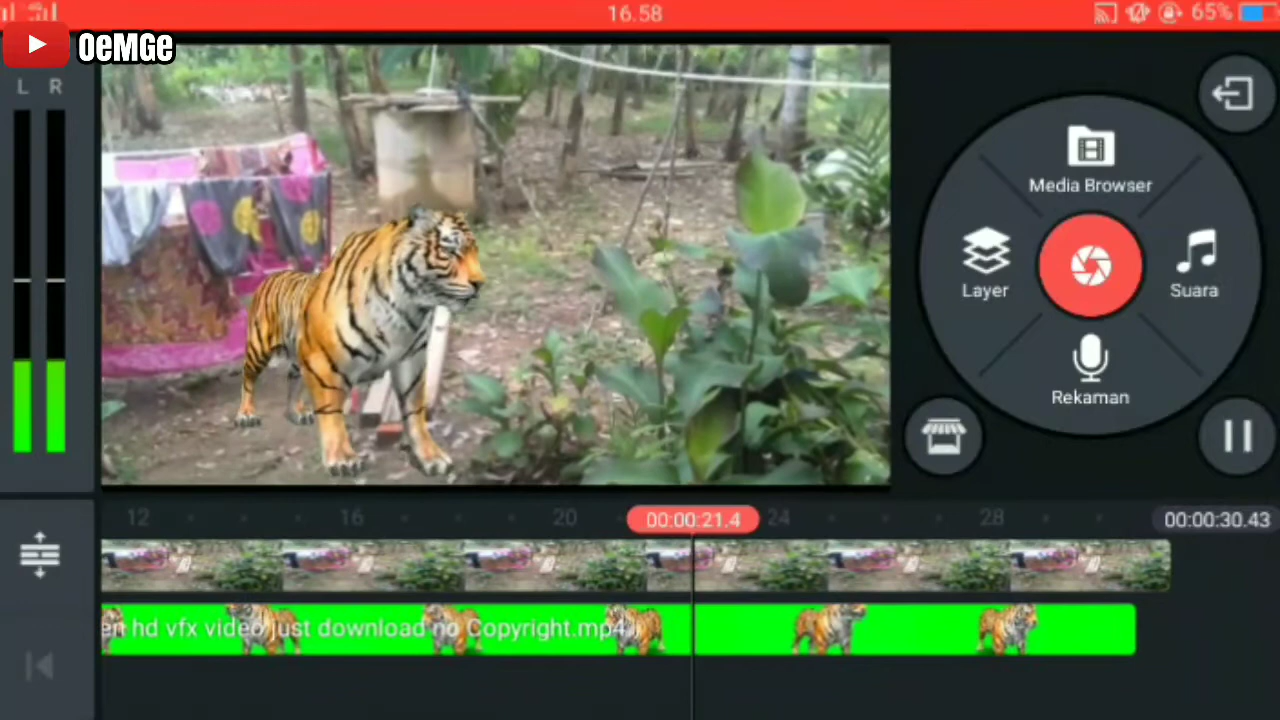 16.58
65%
OeMGe
L R
Media Browser
Layer
Suara
Rekaman
12 16 20 00:00:21.4 24 28 00:00:30.43
en hd vfx video just download no Copyright.mp4